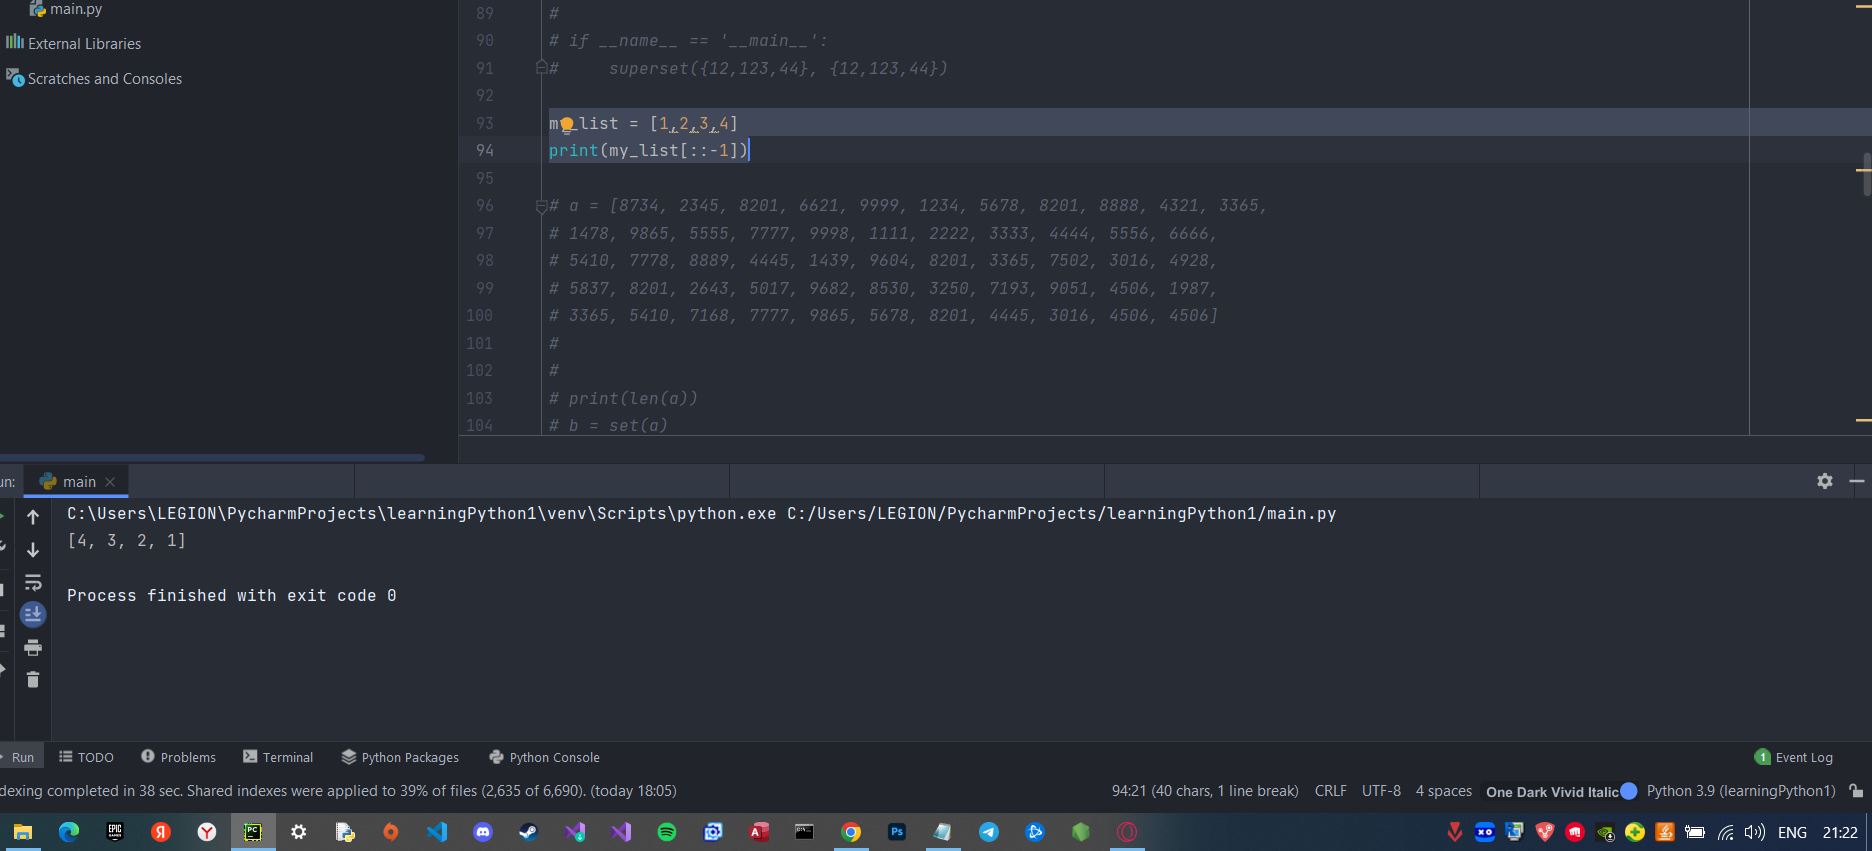 main.py
External Libraries
Scratches and Consoles
89 #
90 # if __name__ == '__main__':
91 #     superset({12,123,44}, {12,123,44})
92
93 my_list = [1,2,3,4]
94 print(my_list[::-1])
95
96 # a = [8734, 2345, 8201, 6621, 9999, 1234, 5678, 8201, 8888, 4321, 3365,
97 # 1478, 9865, 5555, 7777, 9998, 1111, 2222, 3333, 4444, 5556, 6666,
98 # 5410, 7778, 8889, 4445, 1439, 9604, 8201, 3365, 7502, 3016, 4928,
99 # 5837, 8201, 2643, 5017, 9682, 8530, 3250, 7193, 9051, 4506, 1987,
100 # 3365, 5410, 7168, 7777, 9865, 5678, 8201, 4445, 3016, 4506, 4506]
101 #
102 #
103 # print(len(a))
104 # b = set(a)
un: main
C:\Users\LEGION\PycharmProjects\learningPython1\venv\Scripts\python.exe C:/Users/LEGION/PycharmProjects/learningPython1/main.py
[4, 3, 2, 1]
Process finished with exit code 0
Run TODO Problems Terminal Python Packages Python Console 1 Event Log
dexing completed in 38 sec. Shared indexes were applied to 39% of files (2,635 of 6,690). (today 18:05) 94:21 (40 chars, 1 line break) CRLF UTF-8 4 spaces One Dark Vivid Italic Python 3.9 (learningPython1)
EPIC GAMES Я Y PC A Ps XO ENG 21:22